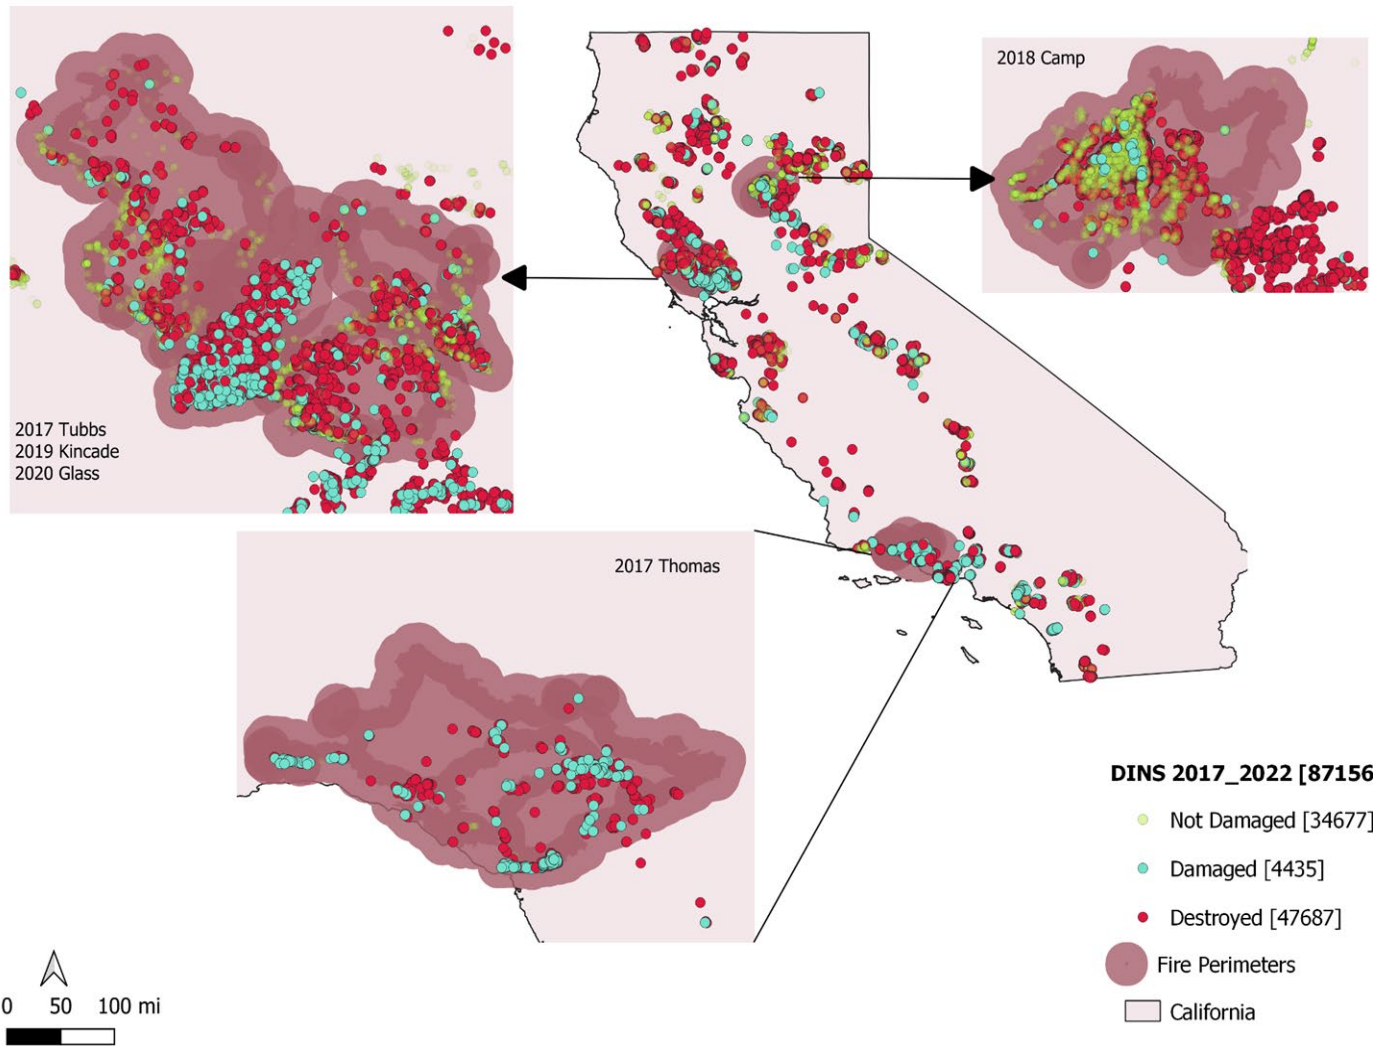 2018 Camp
2017 Tubbs
2019 Kincade
2020 Glass
2017 Thomas
DINS 2017_2022 [87156
Not Damaged [34677]
Damaged [4435]
Destroyed [47687]
Fire Perimeters
California
0 50 100 mi